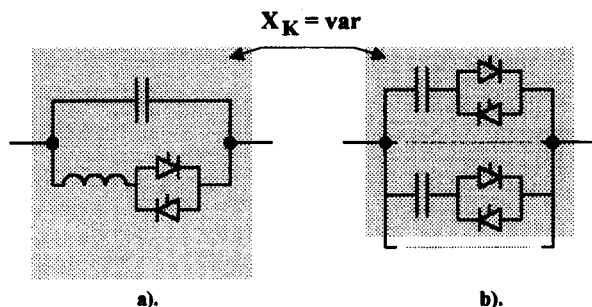 X_K = var
a).
b).